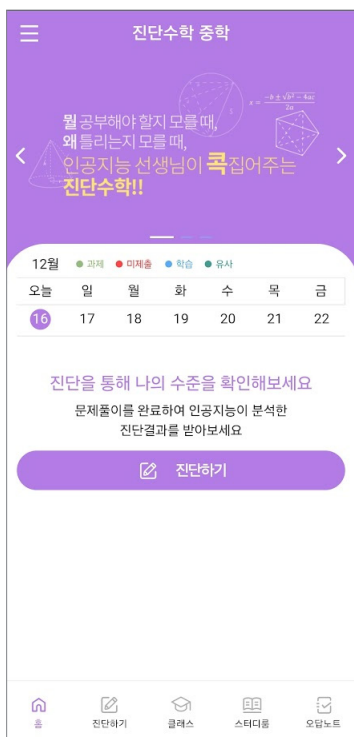 진단수학 중학
뭘 공부해야 할지 모를 때,
왜 틀리는지 모를 때,
인공지능 선생님이 콕 집어주는
진단수학!!
x = -b ± √b² - 4ac / 2a
12월 과제 미제출 학습 유사
오늘 일 월 화 수 목 금
16 17 18 19 20 21 22
진단을 통해 나의 수준을 확인해보세요
문제풀이를 완료하여 인공지능이 분석한
진단결과를 받아보세요
진단하기
홈 진단하기 클래스 스터디룸 오답노트